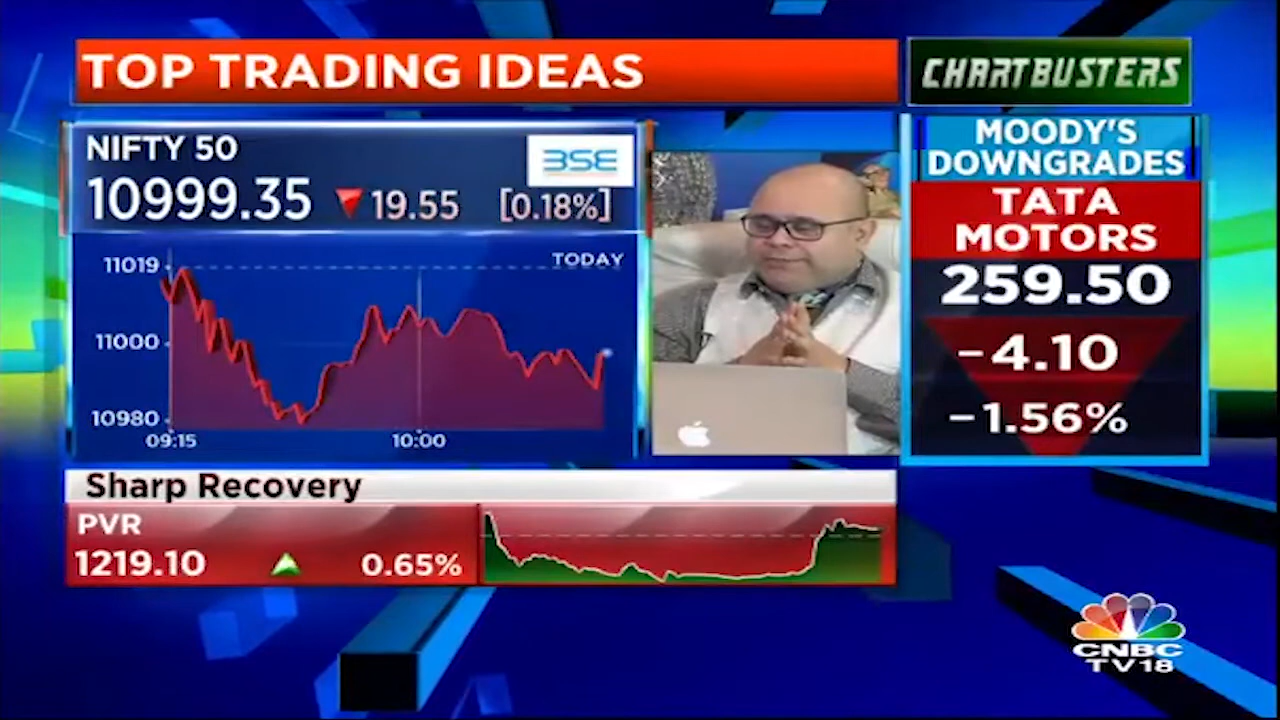 TOP TRADING IDEAS
CHARTBUSTERS
NIFTY 50
BSE
10999.35 ▼ 19.55 [0.18%]
TODAY
11019
11000
10980
09:15 10:00
MOODY'S
DOWNGRADES
TATA
MOTORS
259.50
-4.10
-1.56%
Sharp Recovery
PVR
1219.10 ▲ 0.65%
CNBC
TV18